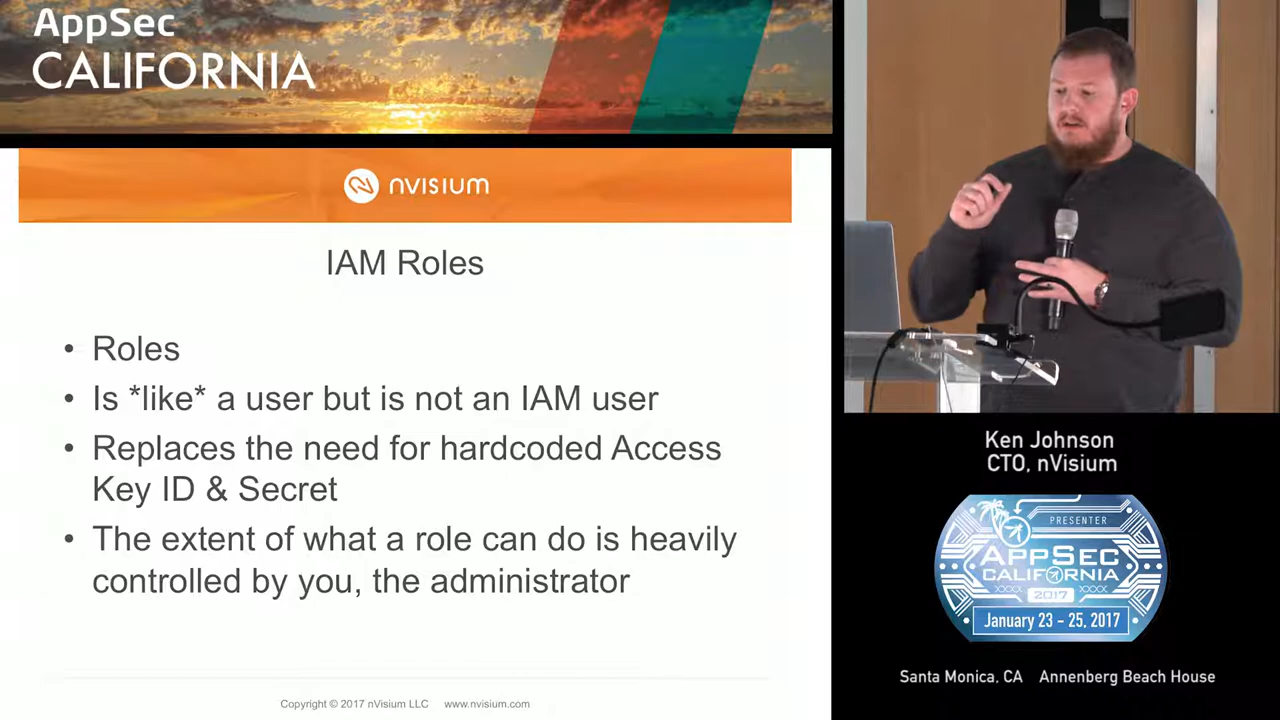 AppSec
CALIFORNIA
nVISIUM
IAM Roles
• Roles
• Is *like* a user but is not an IAM user
• Replaces the need for hardcoded Access
Key ID & Secret
• The extent of what a role can do is heavily
controlled by you, the administrator
Copyright © 2017 nVisium LLC www.nvisium.com
Ken Johnson
CTO, nVisium
PRESENTER
APPSEC
CALIFORNIA
XXXX 2017 XXXX
January 23 - 25, 2017
Santa Monica, CA Annenberg Beach House